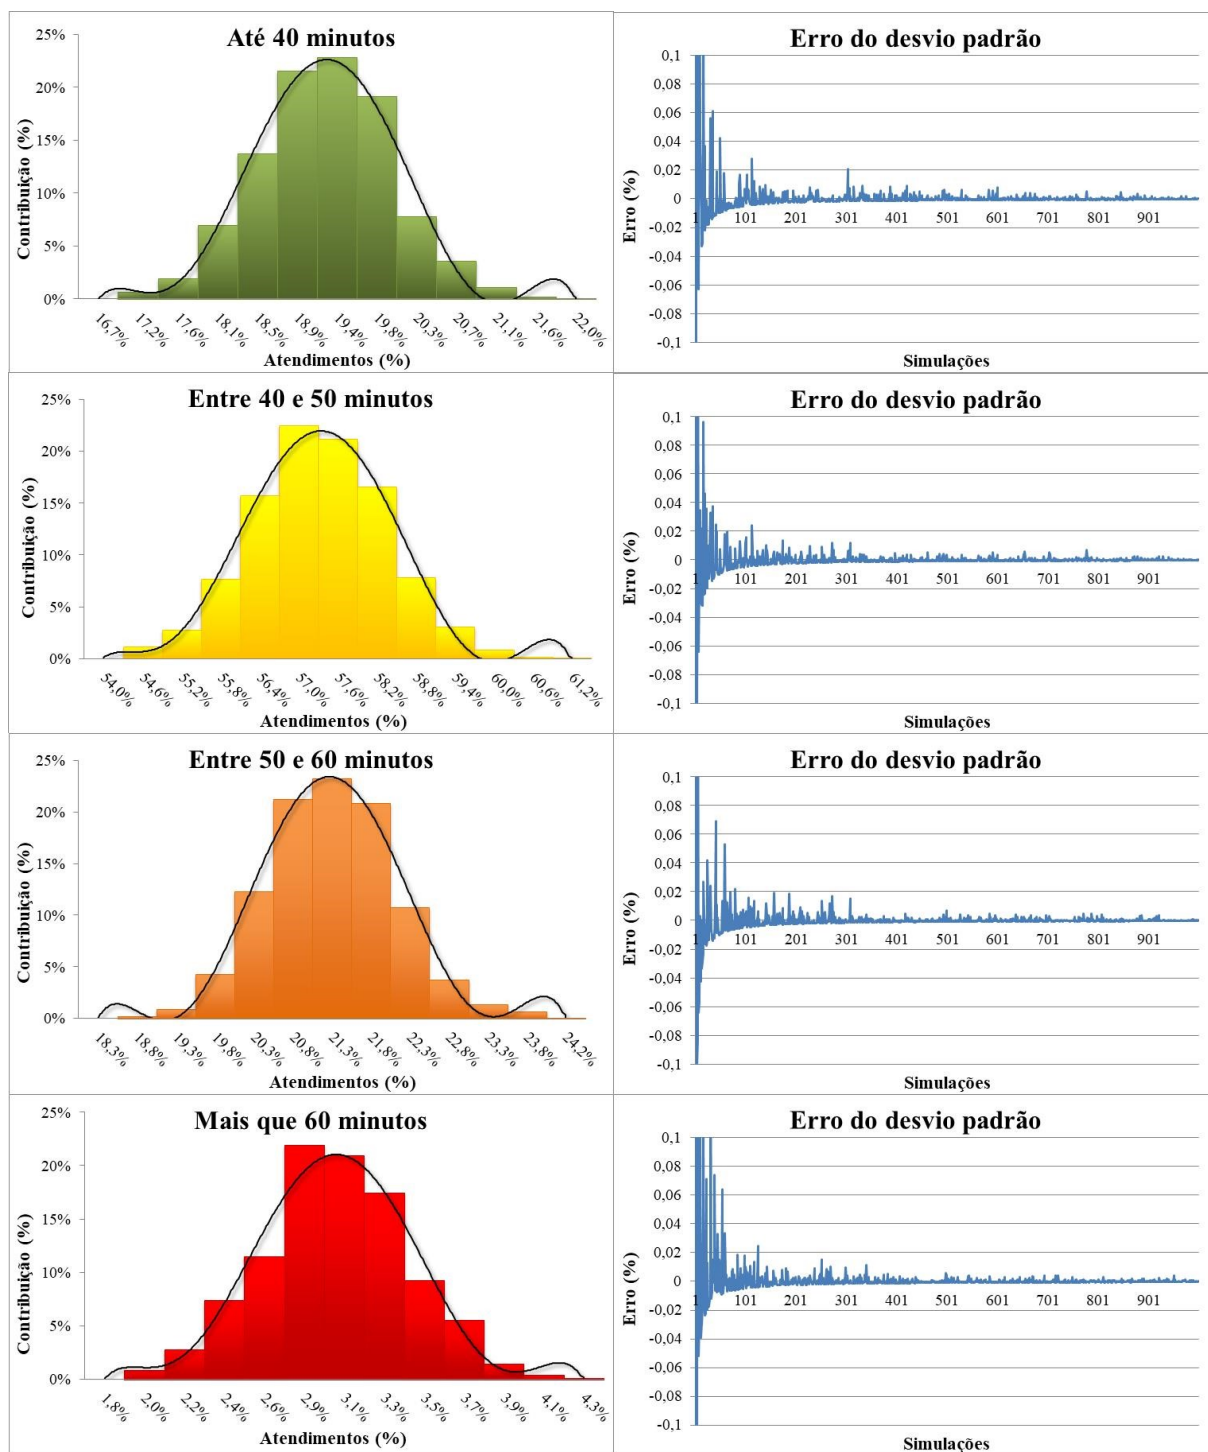 Até 40 minutos
Contribuição (%)
25%
20%
15%
10%
5%
0%
16,7% 17,2% 17,6% 18,1% 18,5% 18,9% 19,4% 19,8% 20,3% 20,7% 21,1% 21,6% 22,0%
Atendimentos (%)
Erro do desvio padrão
Erro (%)
0,1
0,08
0,06
0,04
0,02
0
-0,02
-0,04
-0,06
-0,08
-0,1
1 101 201 301 401 501 601 701 801 901
Simulações
Entre 40 e 50 minutos
Contribuição (%)
25%
20%
15%
10%
5%
0%
54,0% 54,6% 55,2% 55,8% 56,4% 57,0% 57,6% 58,2% 58,8% 59,4% 60,0% 60,6% 61,2%
Atendimentos (%)
Erro do desvio padrão
Erro (%)
0,1
0,08
0,06
0,04
0,02
0
-0,02
-0,04
-0,06
-0,08
-0,1
1 101 201 301 401 501 601 701 801 901
Simulações
Entre 50 e 60 minutos
Contribuição (%)
25%
20%
15%
10%
5%
0%
18,3% 18,8% 19,3% 19,8% 20,3% 20,8% 21,3% 21,8% 22,3% 22,8% 23,3% 23,8% 24,2%
Atendimentos (%)
Erro do desvio padrão
Erro (%)
0,1
0,08
0,06
0,04
0,02
0
-0,02
-0,04
-0,06
-0,08
-0,1
1 101 201 301 401 501 601 701 801 901
Simulações
Mais que 60 minutos
Contribuição (%)
25%
20%
15%
10%
5%
0%
1,8% 2,0% 2,2% 2,4% 2,6% 2,9% 3,1% 3,3% 3,5% 3,7% 3,9% 4,1% 4,3%
Atendimentos (%)
Erro do desvio padrão
Erro (%)
0,1
0,08
0,06
0,04
0,02
0
-0,02
-0,04
-0,06
-0,08
-0,1
1 101 201 301 401 501 601 701 801 901
Simulações